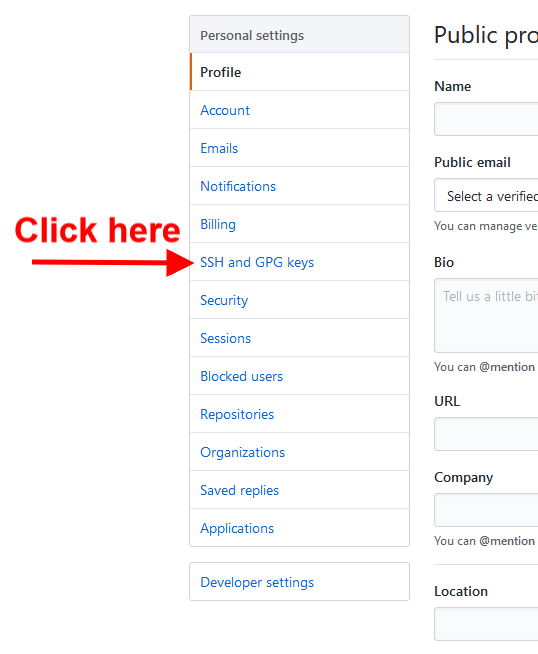 Personal settings
Profile
Account
Emails
Notifications
Billing
Click here
SSH and GPG keys
Security
Sessions
Blocked users
Repositories
Organizations
Saved replies
Applications
Developer settings
Public pro
Name
Public email
Select a verified
You can manage ve
Bio
Tell us a little bi
You can @mention
URL
Company
You can @mention
Location